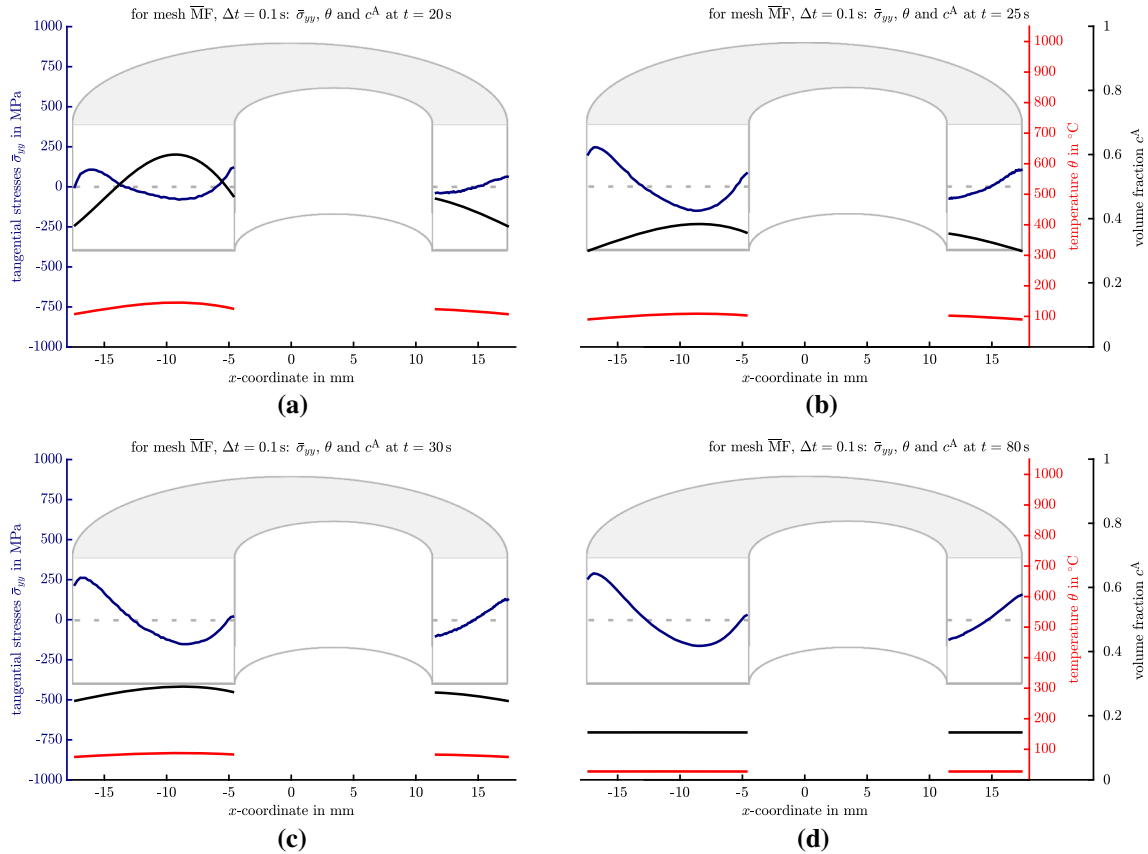 for mesh M̅F, Δt = 0.1 s: σ̄yy, θ and cᴬ at t = 20 s
for mesh M̅F, Δt = 0.1 s: σ̄yy, θ and cᴬ at t = 25 s
tangential stresses σ̄yy in MPa
1000
750
500
250
0
-250
-500
-750
-1000
-15 -10 -5 0 5 10 15
x-coordinate in mm
(a)
-15 -10 -5 0 5 10 15
x-coordinate in mm
(b)
1000
900
800
700
600
500
400
300
200
100
temperature θ in °C
1
0.8
0.6
0.4
0.2
0
volume fraction cᴬ
for mesh M̅F, Δt = 0.1 s: σ̄yy, θ and cᴬ at t = 30 s
for mesh M̅F, Δt = 0.1 s: σ̄yy, θ and cᴬ at t = 80 s
tangential stresses σ̄yy in MPa
1000
750
500
250
0
-250
-500
-750
-1000
-15 -10 -5 0 5 10 15
x-coordinate in mm
(c)
-15 -10 -5 0 5 10 15
x-coordinate in mm
(d)
1000
900
800
700
600
500
400
300
200
100
temperature θ in °C
1
0.8
0.6
0.4
0.2
0
volume fraction cᴬ